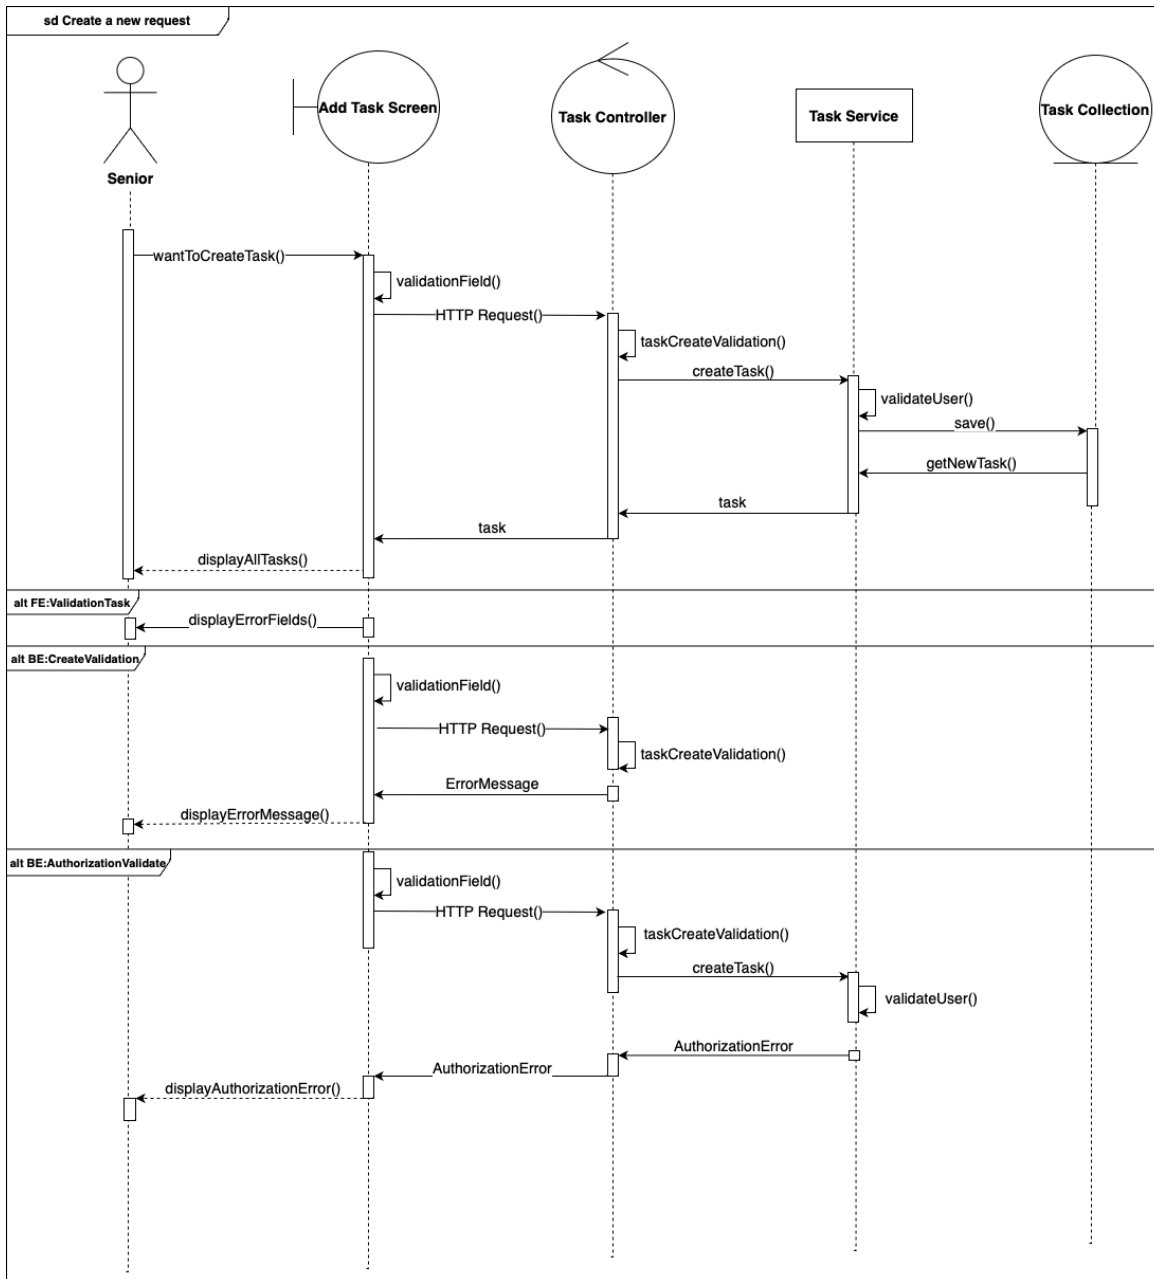 sd Create a new request
Senior
Add Task Screen
Task Controller
Task Service
Task Collection
wantToCreateTask()
validationField()
HTTP Request()
taskCreateValidation()
createTask()
validateUser()
save()
getNewTask()
task
task
displayAllTasks()
alt FE:ValidationTask
displayErrorFields()
alt BE:CreateValidation
validationField()
HTTP Request()
taskCreateValidation()
ErrorMessage
displayErrorMessage()
alt BE:AuthorizationValidate
validationField()
HTTP Request()
taskCreateValidation()
createTask()
validateUser()
AuthorizationError
AuthorizationError
displayAuthorizationError()